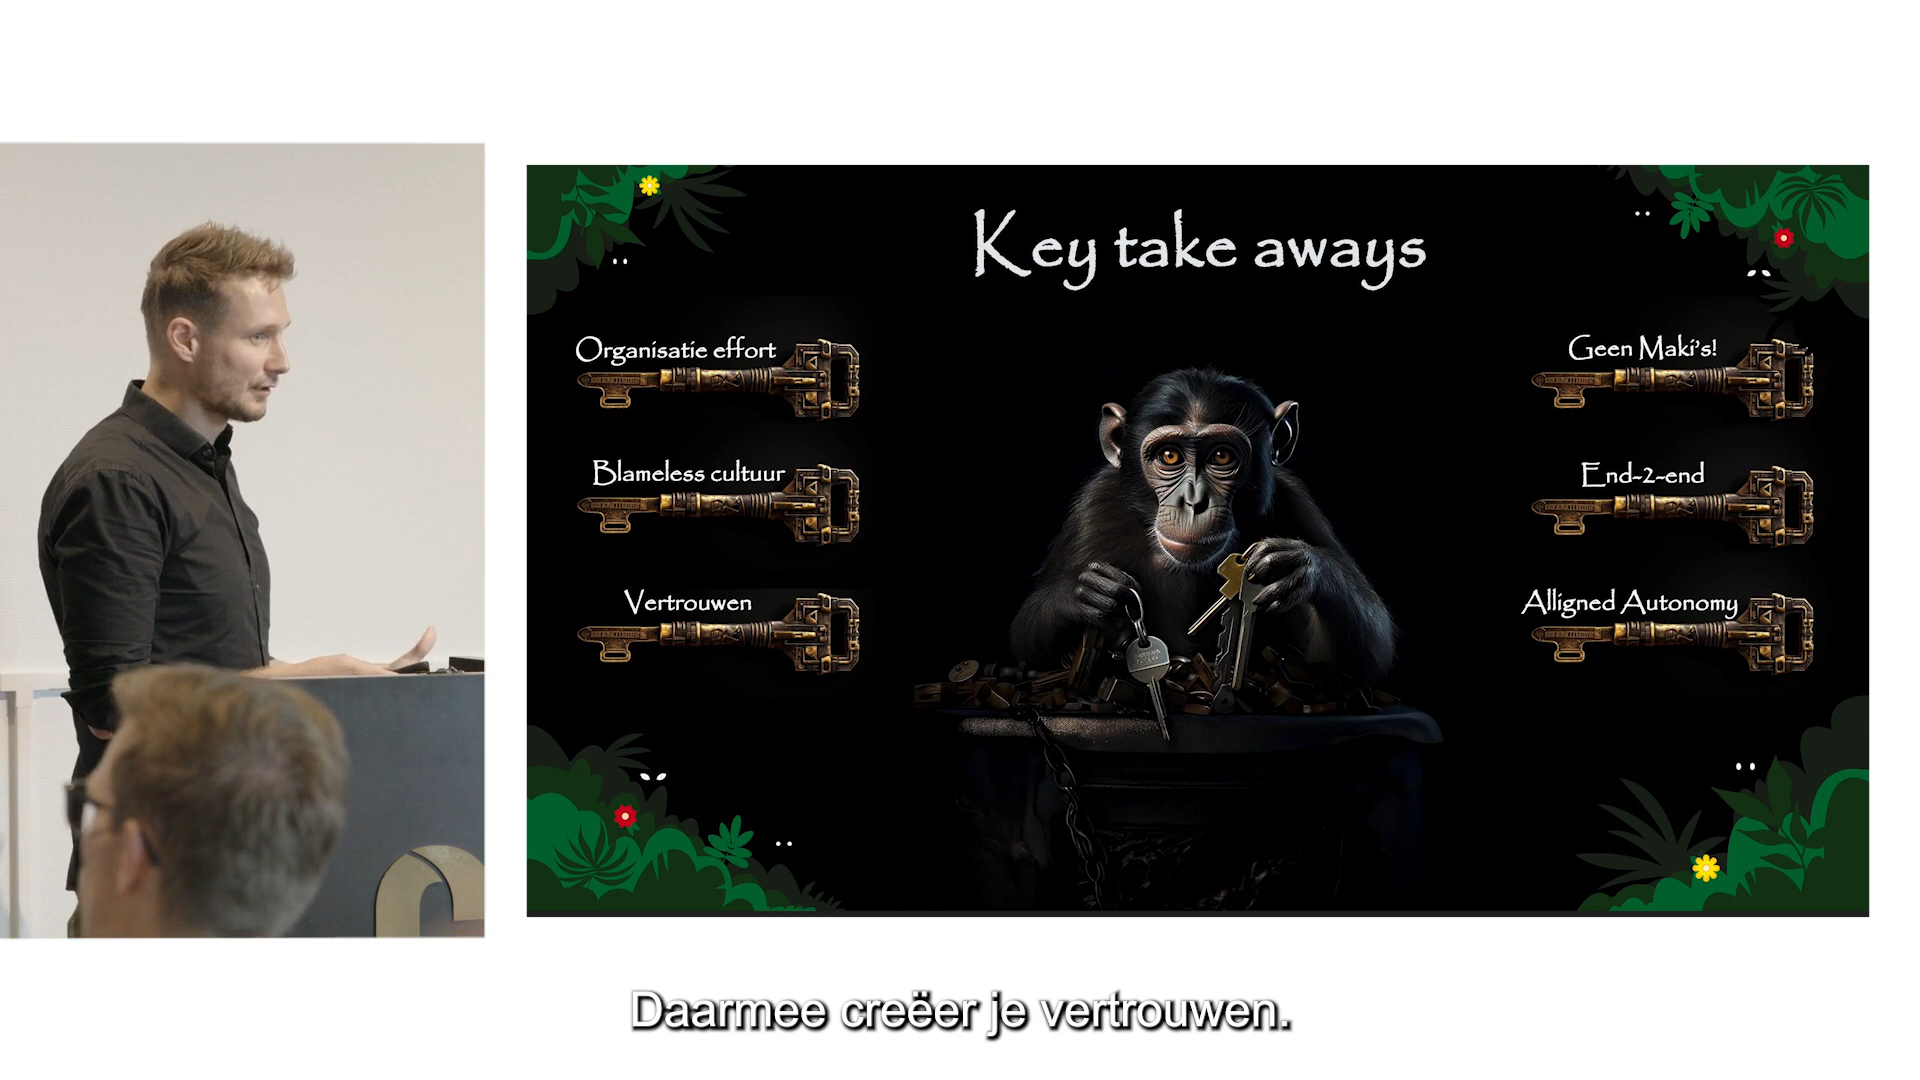 Key take aways
Organisatie effort
Blameless cultuur
Vertrouwen
Geen Maki's!
End-2-end
Alligned Autonomy
Daarmee creëer je vertrouwen.